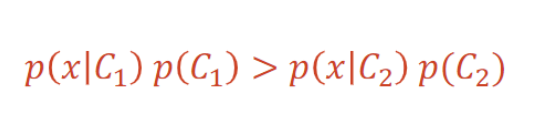 p(x|C₁) p(C₁) > p(x|C₂) p(C₂)